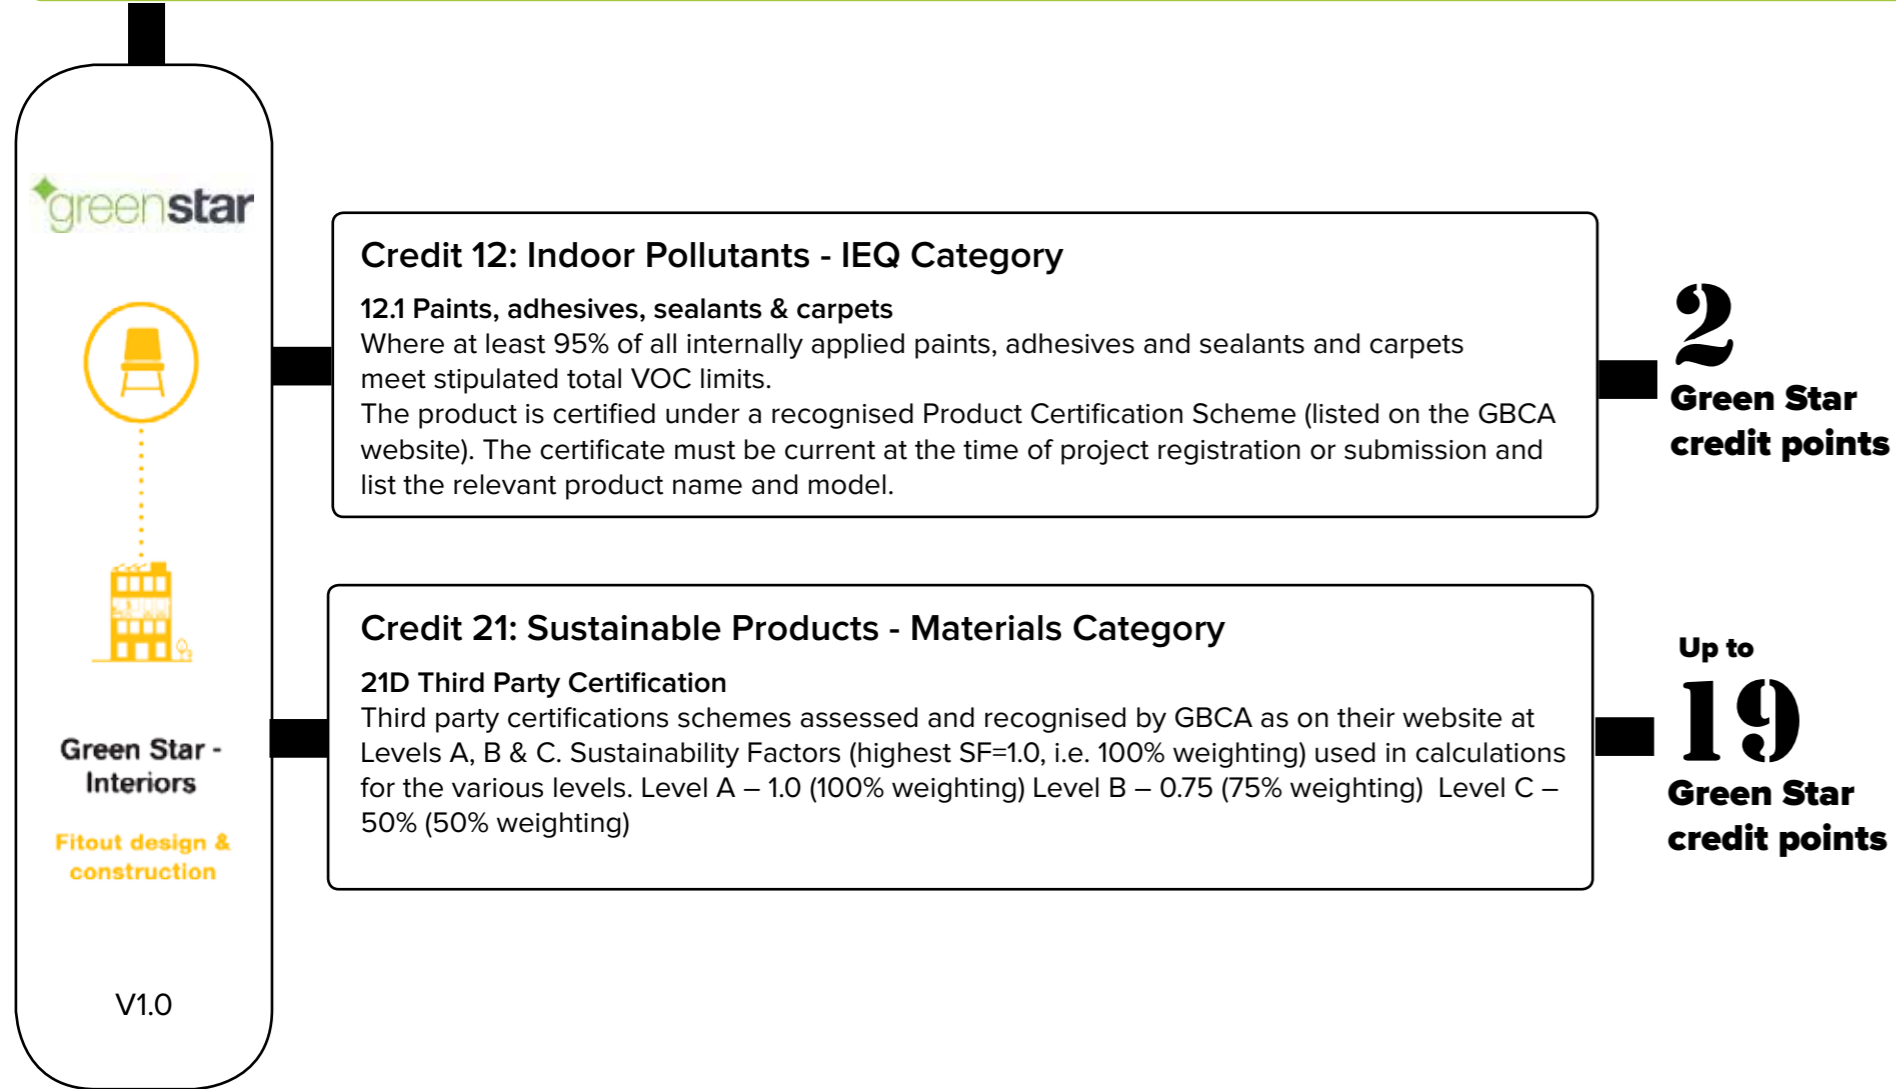 greenstar
Green Star -
Interiors
Fitout design &
construction
V1.0
Credit 12: Indoor Pollutants - IEQ Category
12.1 Paints, adhesives, sealants & carpets
Where at least 95% of all internally applied paints, adhesives and sealants and carpets
meet stipulated total VOC limits.
The product is certified under a recognised Product Certification Scheme (listed on the GBCA
website). The certificate must be current at the time of project registration or submission and
list the relevant product name and model.
2
Green Star
credit points
Credit 21: Sustainable Products - Materials Category
21D Third Party Certification
Third party certifications schemes assessed and recognised by GBCA as on their website at
Levels A, B & C. Sustainability Factors (highest SF=1.0, i.e. 100% weighting) used in calculations
for the various levels. Level A – 1.0 (100% weighting) Level B – 0.75 (75% weighting)  Level C –
50% (50% weighting)
Up to
19
Green Star
credit points